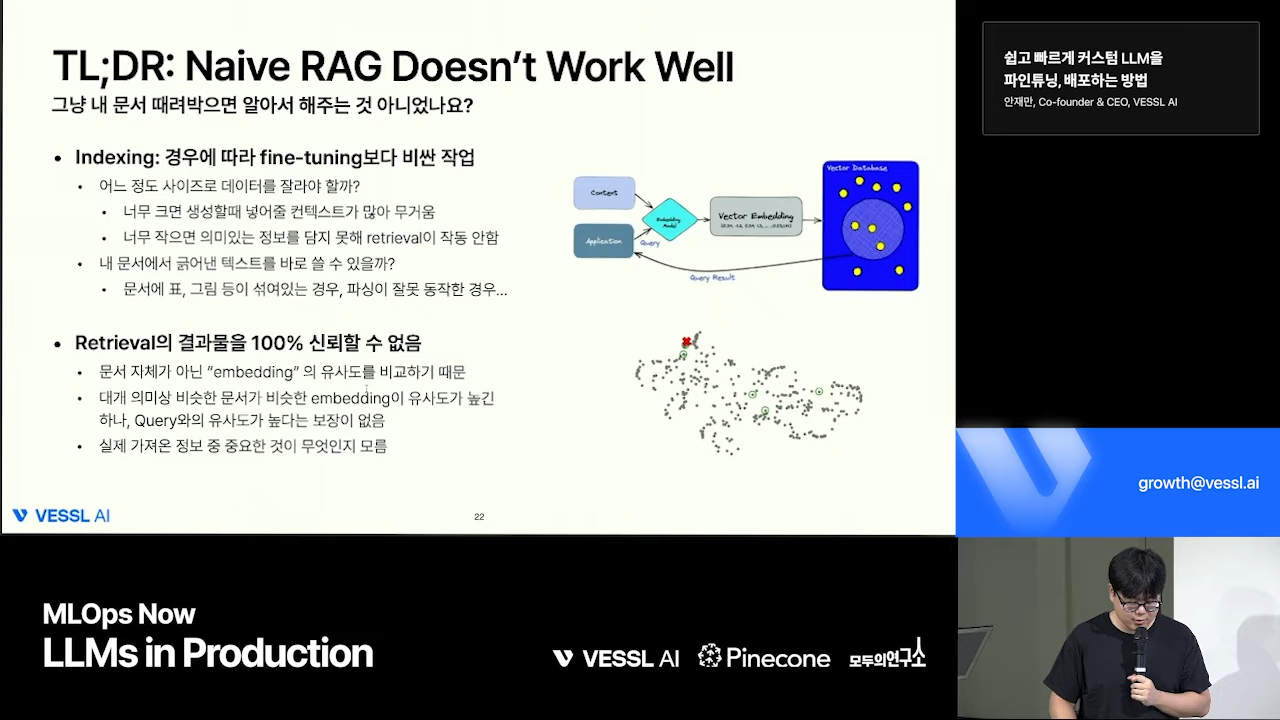 TL;DR: Naive RAG Doesn't Work Well
그냥 내 문서 때려박으면 알아서 해주는 것 아니었나요?
• Indexing: 경우에 따라 fine-tuning보다 비싼 작업
• 어느 정도 사이즈로 데이터를 잘라야 할까?
• 너무 크면 생성할때 넣어줄 컨텍스트가 많아 무거움
• 너무 작으면 의미있는 정보를 담지 못해 retrieval이 작동 안함
• 내 문서에서 긁어낸 텍스트를 바로 쓸 수 있을까?
• 문서에 표, 그림 등이 섞여있는 경우, 파싱이 잘못 동작한 경우...
• Retrieval의 결과물을 100% 신뢰할 수 없음
• 문서 자체가 아닌 "embedding" 의 유사도를 비교하기 때문
• 대개 의미상 비슷한 문서가 비슷한 embedding이 유사도가 높긴
하나, Query와의 유사도가 높다는 보장이 없음
• 실제 가져온 정보 중 중요한 것이 무엇인지 모름
Content
Application
Embedding
Model
Query
Vector Embedding
Vector Database
Query Result
VESSL AI
22
쉽고 빠르게 커스텀 LLM을
파인튜닝, 배포하는 방법
안재만, Co-founder & CEO, VESSL AI
growth@vessl.ai
MLOps Now
LLMs in Production
VESSL AI
Pinecone
모두의연구소